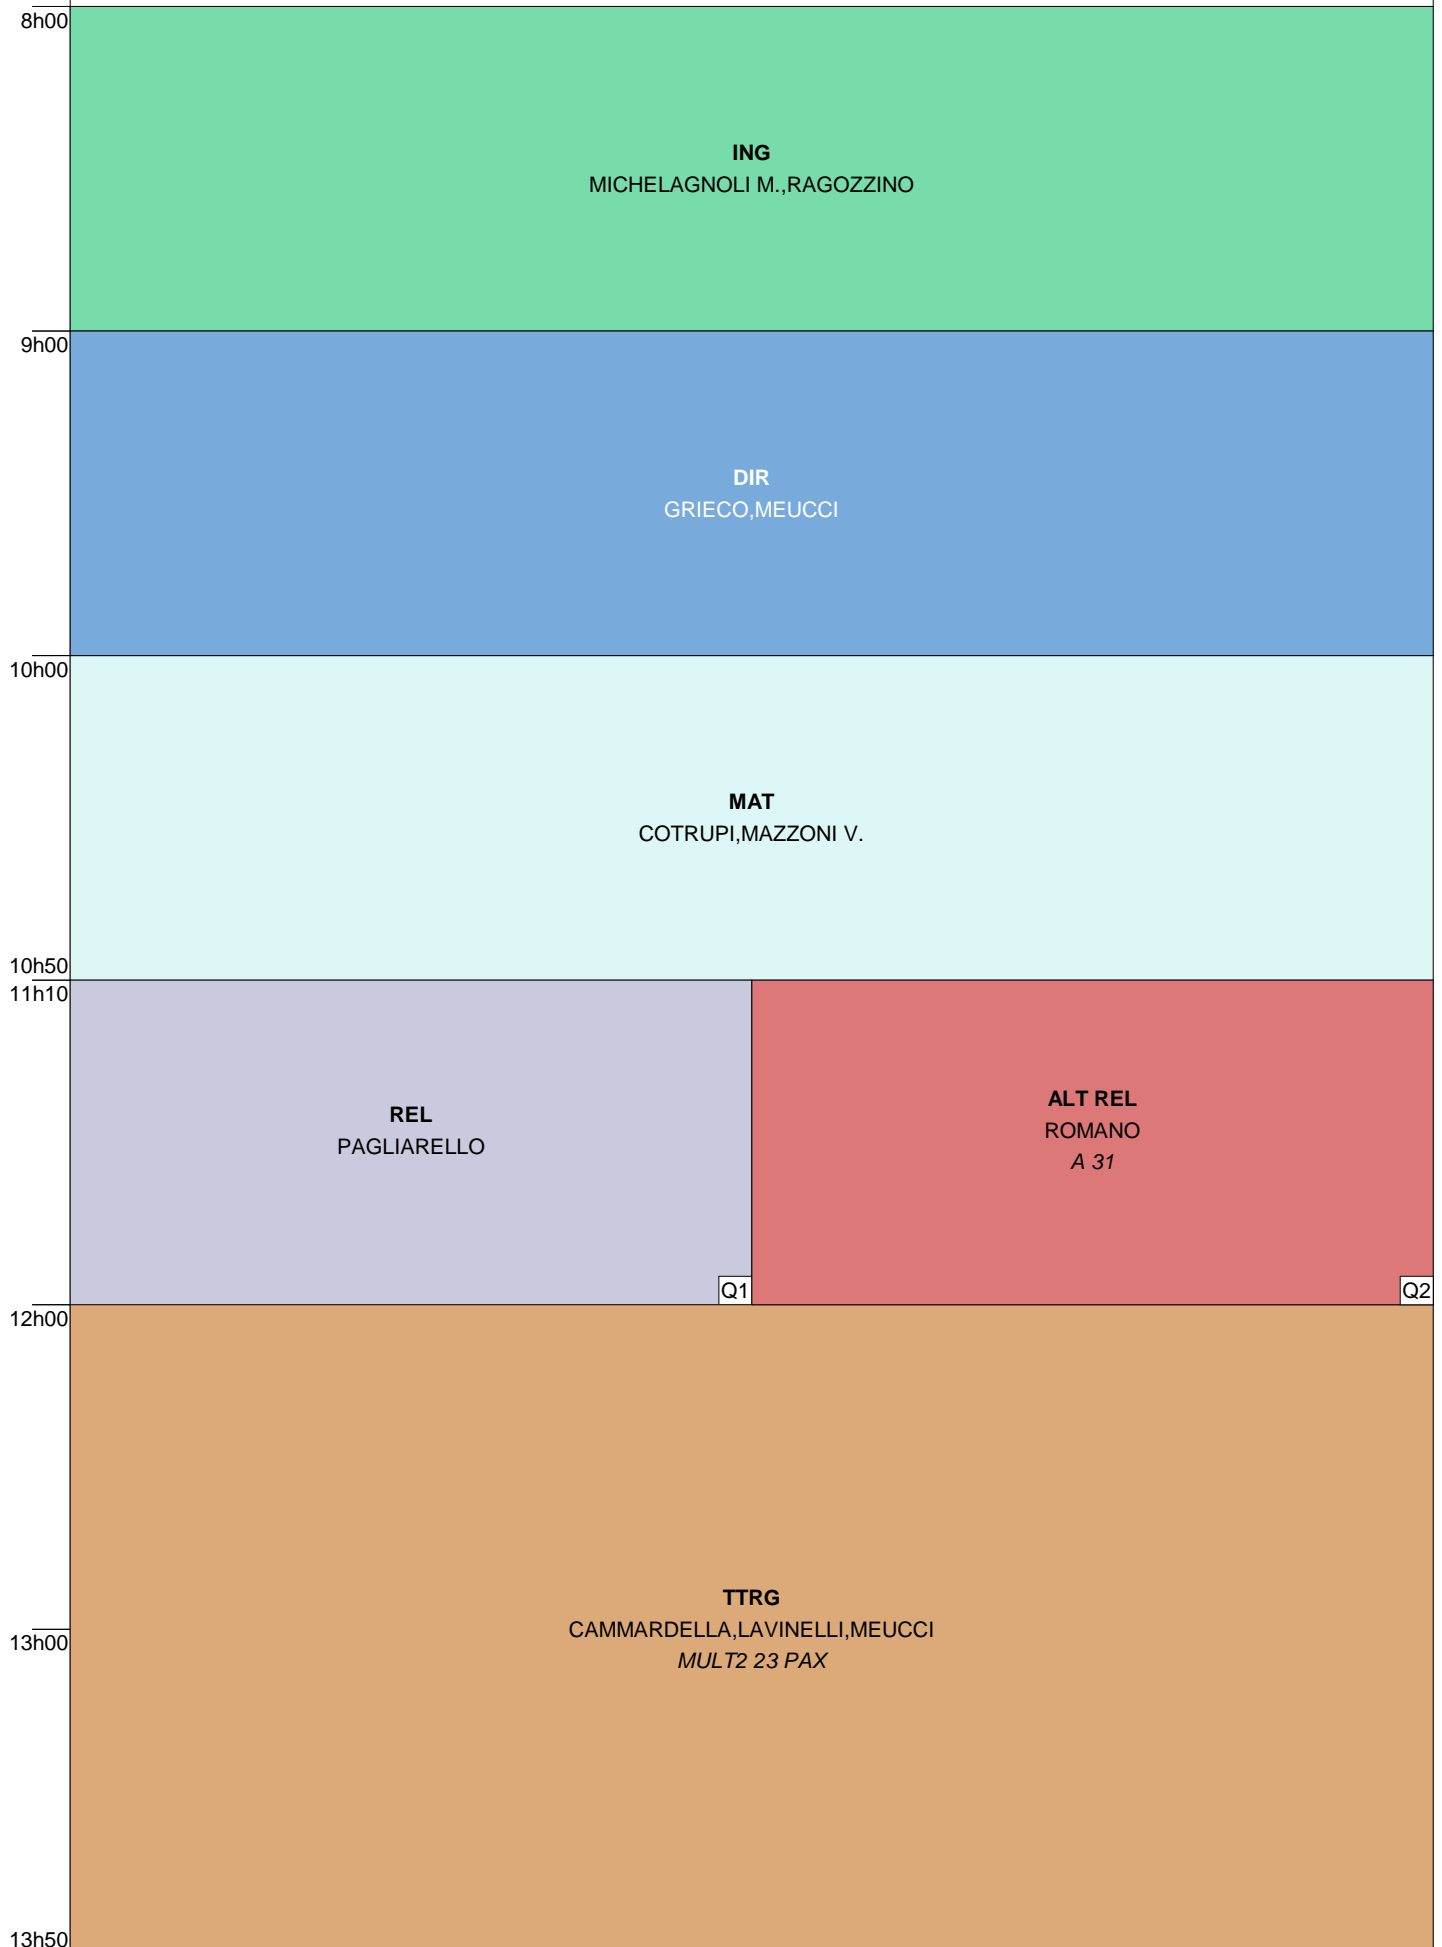 8h00
ING
MICHELAGNOLI M.,RAGOZZINO
9h00
DIR
GRIECO,MEUCCI
10h00
MAT
COTRUPI,MAZZONI V.
10h50
11h10
REL
PAGLIARELLO
Q1
ALT REL
ROMANO
A 31
Q2
12h00
TTRG
CAMMARDELLA,LAVINELLI,MEUCCI
MULT2 23 PAX
13h00
13h50